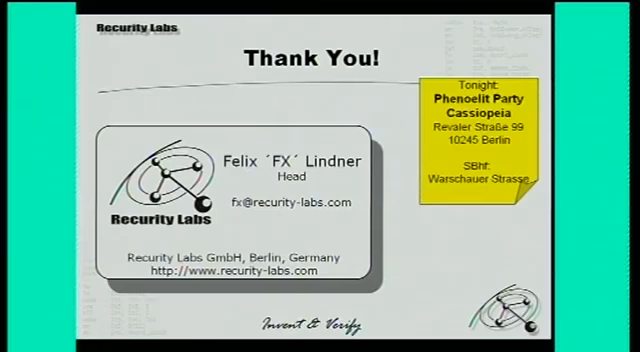 Recurity Labs
Thank You!
Tonight:
Phenoelit Party
Cassiopeia
Revaler Straße 99
10245 Berlin
SBhf:
Warschauer Strasse
Felix ´FX´ Lindner
Head
fx@recurity-labs.com
Recurity Labs
Recurity Labs GmbH, Berlin, Germany
http://www.recurity-labs.com
Invent & Verify